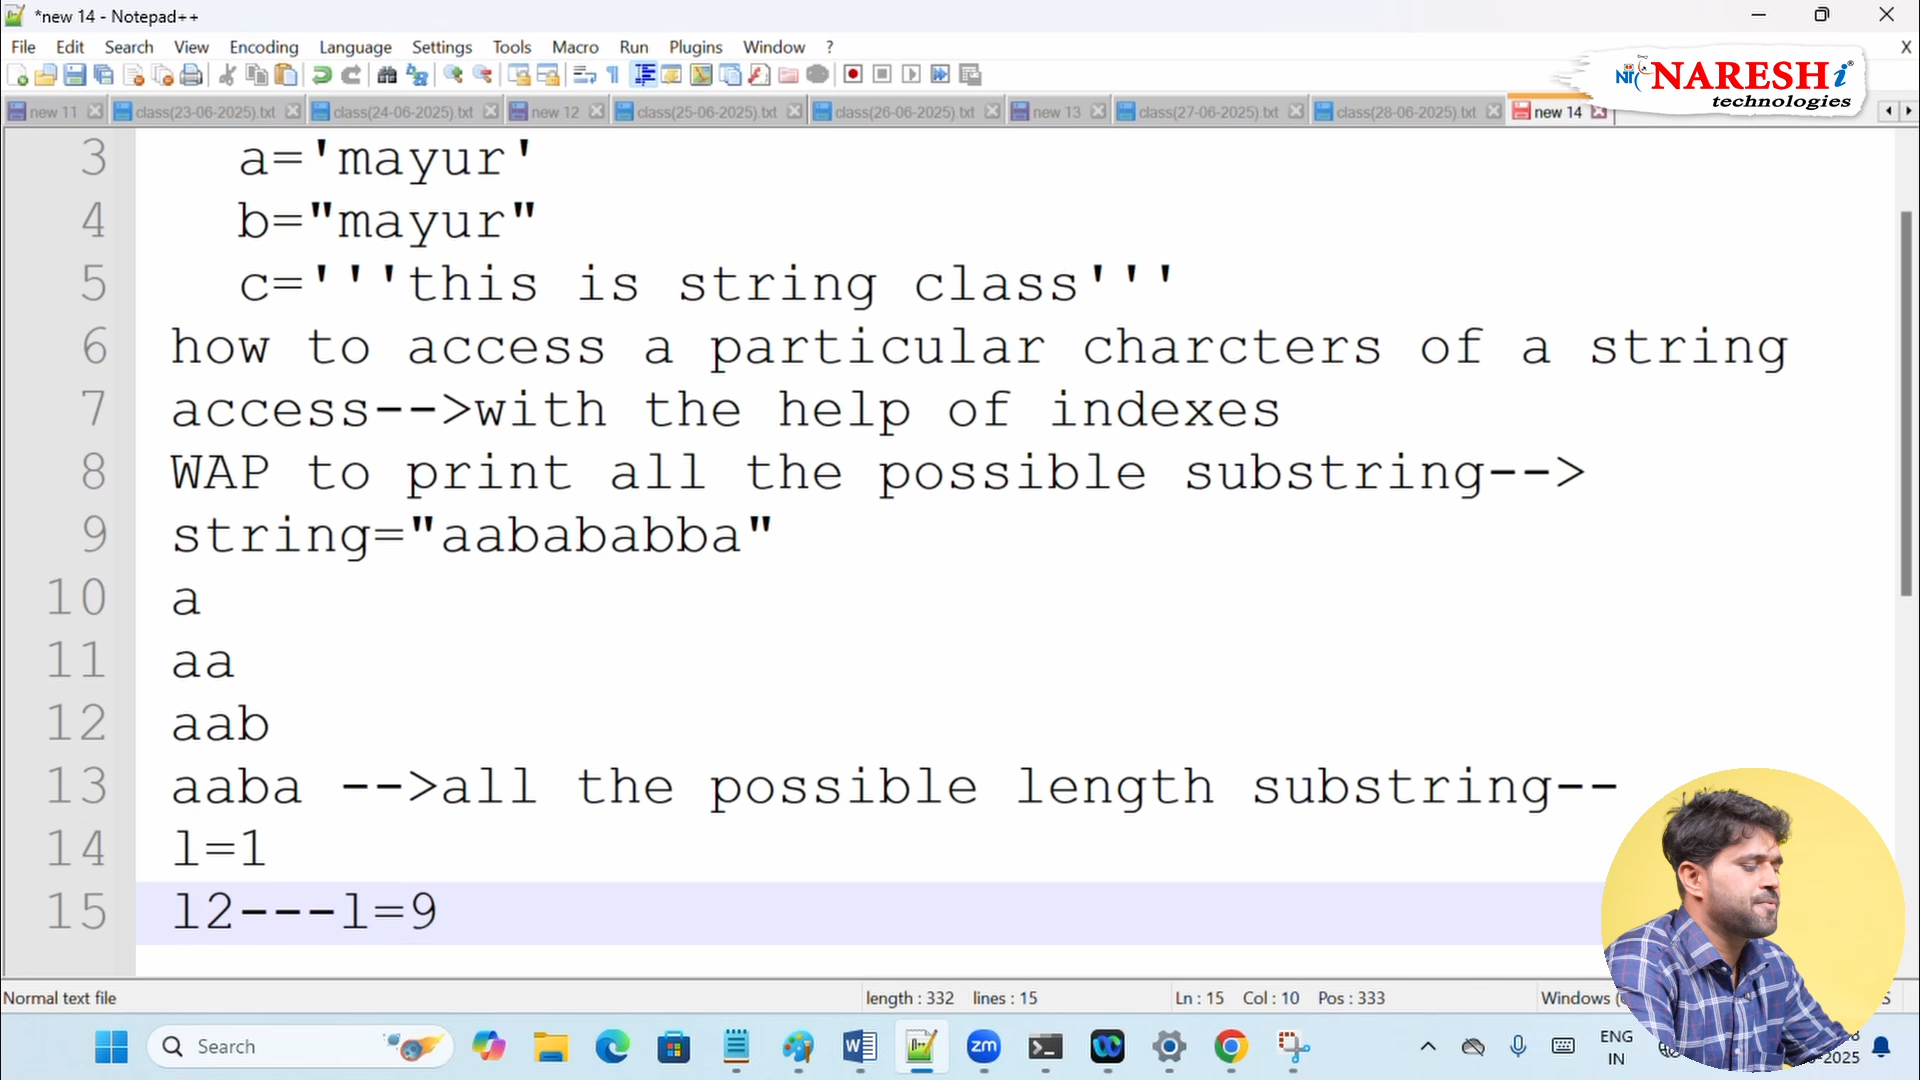 *new 14 - Notepad++
File Edit Search View Encoding Language Settings Tools Macro Run Plugins Window ? X
NARESH i
technologies
new 11 class(23-06-2025).txt class(24-06-2025).txt new 12 class(25-06-2025).txt class(26-06-2025).txt new 13 class(27-06-2025).txt class(28-06-2025).txt new 14
3 a='mayur'
4 b="mayur"
5 c='''this is string class'''
6 how to access a particular charcters of a string
7 access-->with the help of indexes
8 WAP to print all the possible substring-->
9 string="aabababba"
10 a
11 aa
12 aab
13 aaba -->all the possible length substring--
14 l=1
15 l2---l=9
Normal text file length : 332 lines : 15 Ln : 15 Col : 10 Pos : 333 Windows
Search zm ENG
IN